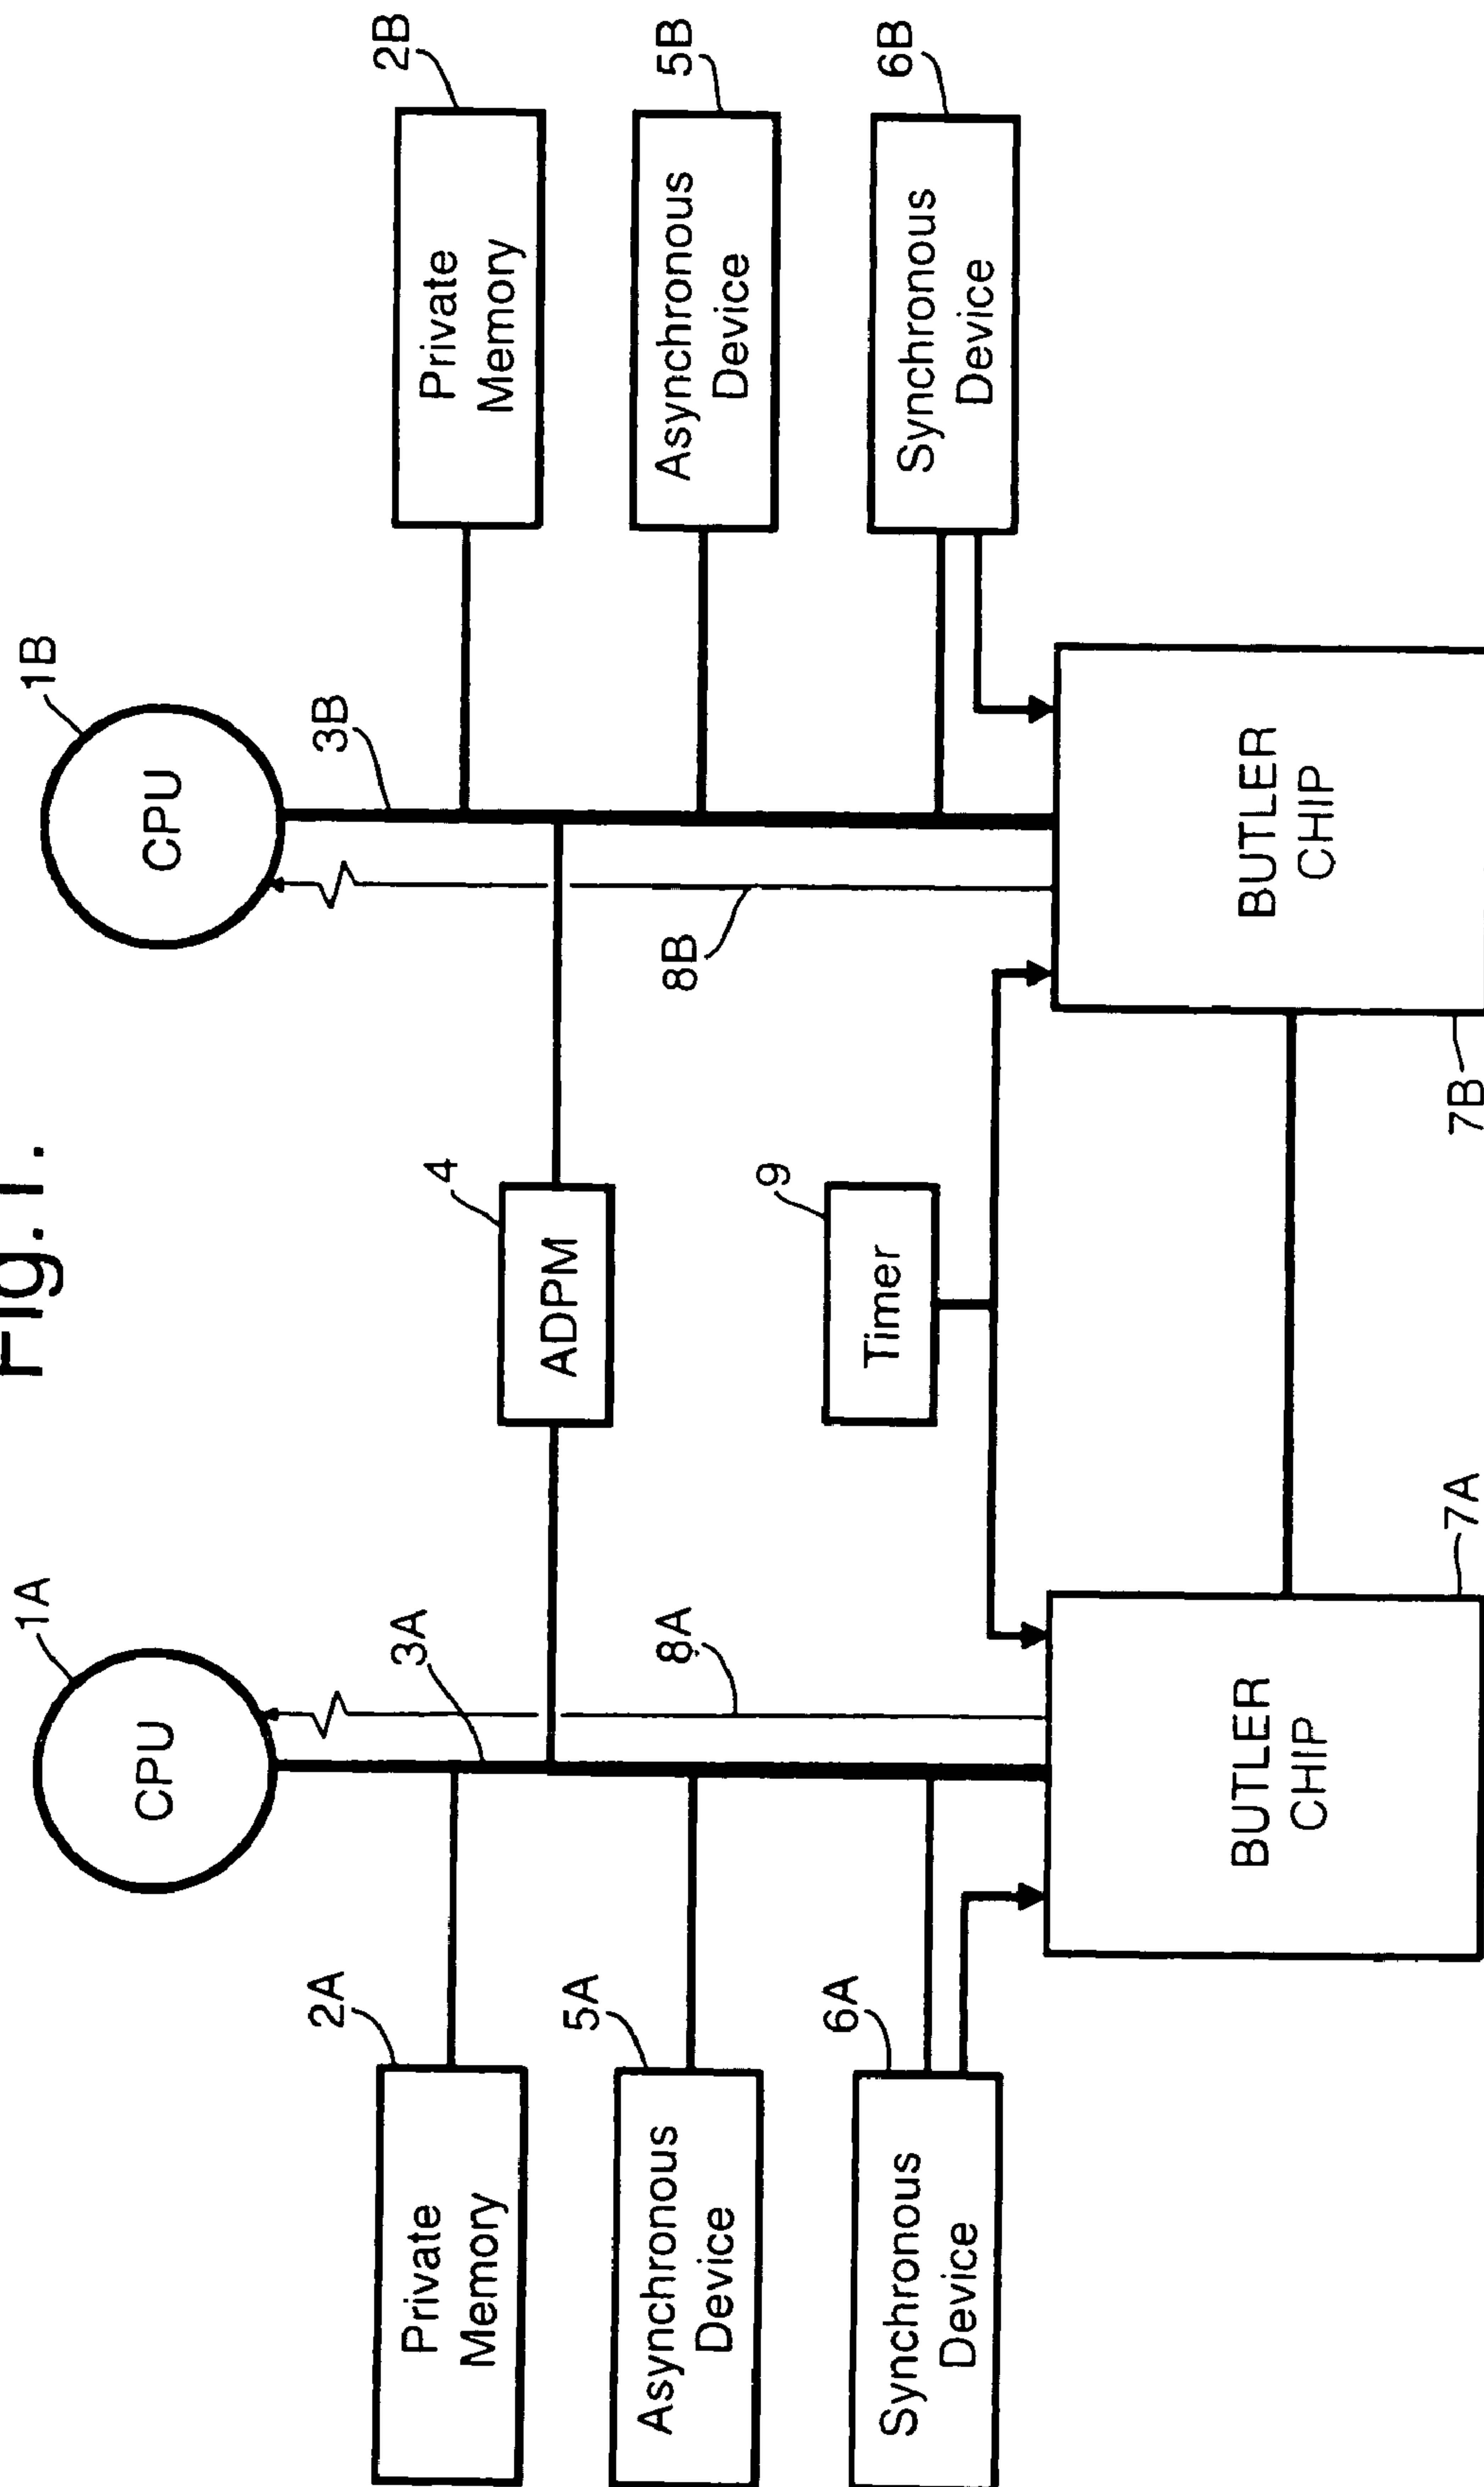 Fig.1.
1A
1B
CPU
CPU
2A
3A
3B
2B
Private
Memory
4
ADPM
Private
Memory
5A
8A
8B
5B
Asynchronous
Device
Asynchronous
Device
6A
9
Timer
6B
Synchronous
Device
Synchronous
Device
BUTLER
CHIP
BUTLER
CHIP
7A
7B